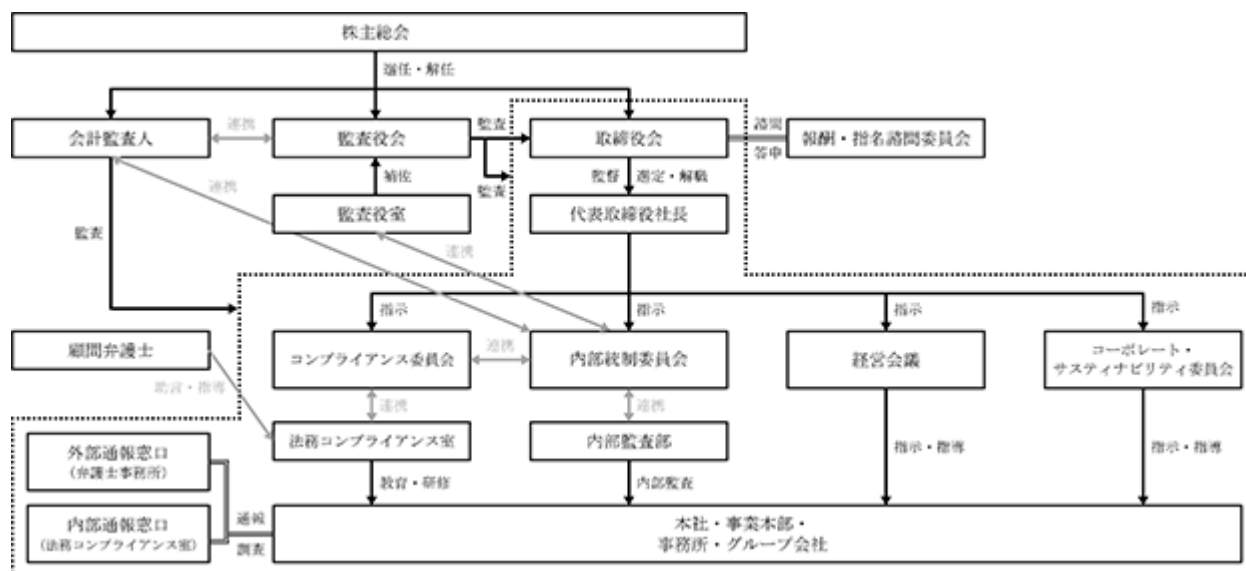 株主総会
選任・解任
会計監査人
連携
監査役会
監査
取締役会
諮問
答申
報酬・指名諮問委員会
連携
補佐
監査
監督
選定・解職
監査役室
代表取締役社長
監査
連携
指示
指示
指示
指示
顧問弁護士
コンプライアンス委員会
連携
内部統制委員会
経営会議
コーポレート・
サスティナビリティ委員会
助言・指導
連携
連携
法務コンプライアンス室
内部監査部
指示・指導
指示・指導
外部通報窓口
(弁護士事務所)
教育・研修
内部監査
内部通報窓口
(法務コンプライアンス室)
通報
調査
本社・事業本部・
事務所・グループ会社